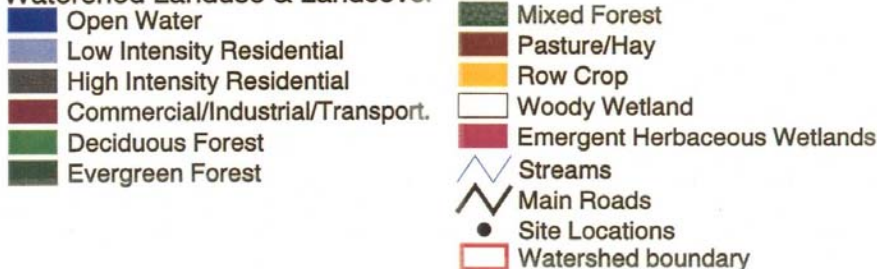 Open Water
Low Intensity Residential
High Intensity Residential
Commercial/Industrial/Transport.
Deciduous Forest
Evergreen Forest
Mixed Forest
Pasture/Hay
Row Crop
Woody Wetland
Emergent Herbaceous Wetlands
Streams
Main Roads
Site Locations
Watershed boundary